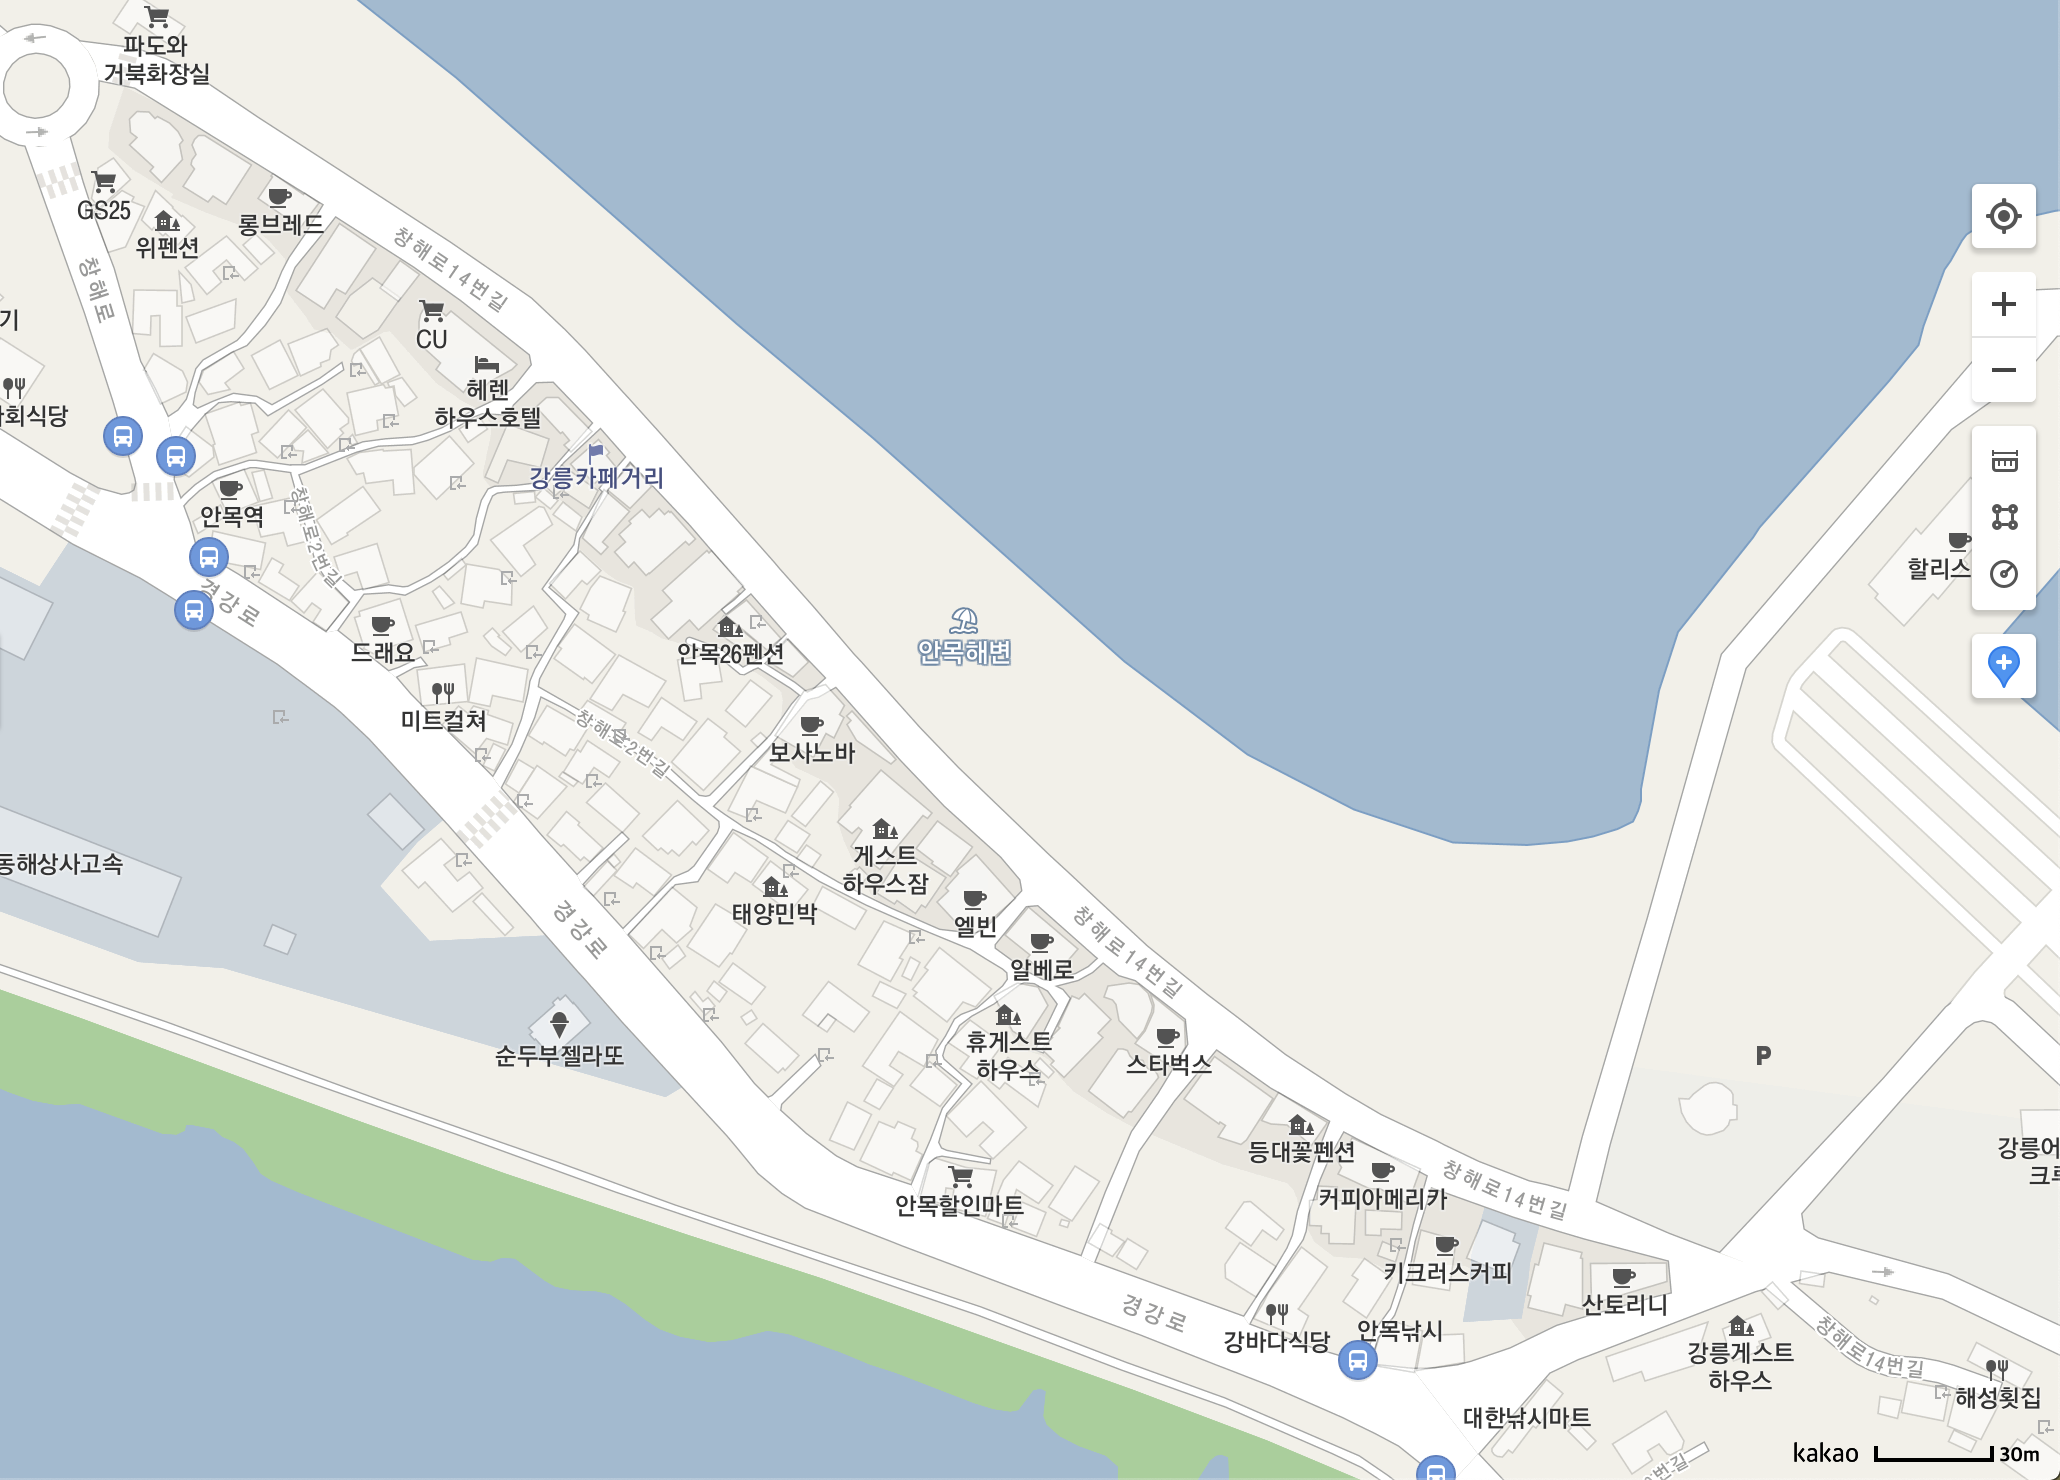 파도와
거북화장실
GS25
위펜션
롱브레드
창해로14번길
창해로
기
CU
헤렌
하우스호텔
회식당
강릉카페거리
안목역
창해로2번길
할리스
경강로
드래요
안목26펜션
안목해변
미트컬쳐
창해로2번길
보사노바
동해상사고속
게스트
하우스잠
태양민박
엘빈
경강로
알베로
창해로14번길
휴게스트
하우스
스타벅스
순두부젤라또
P
등대꽃펜션
강릉어
크루
커피아메리카
창해로14번길
안목할인마트
키크러스커피
산토리니
경강로
강바다식당
안목낚시
강릉게스트
하우스
창해로14번길
해성횟집
대한낚시마트
번길
kakao
30m